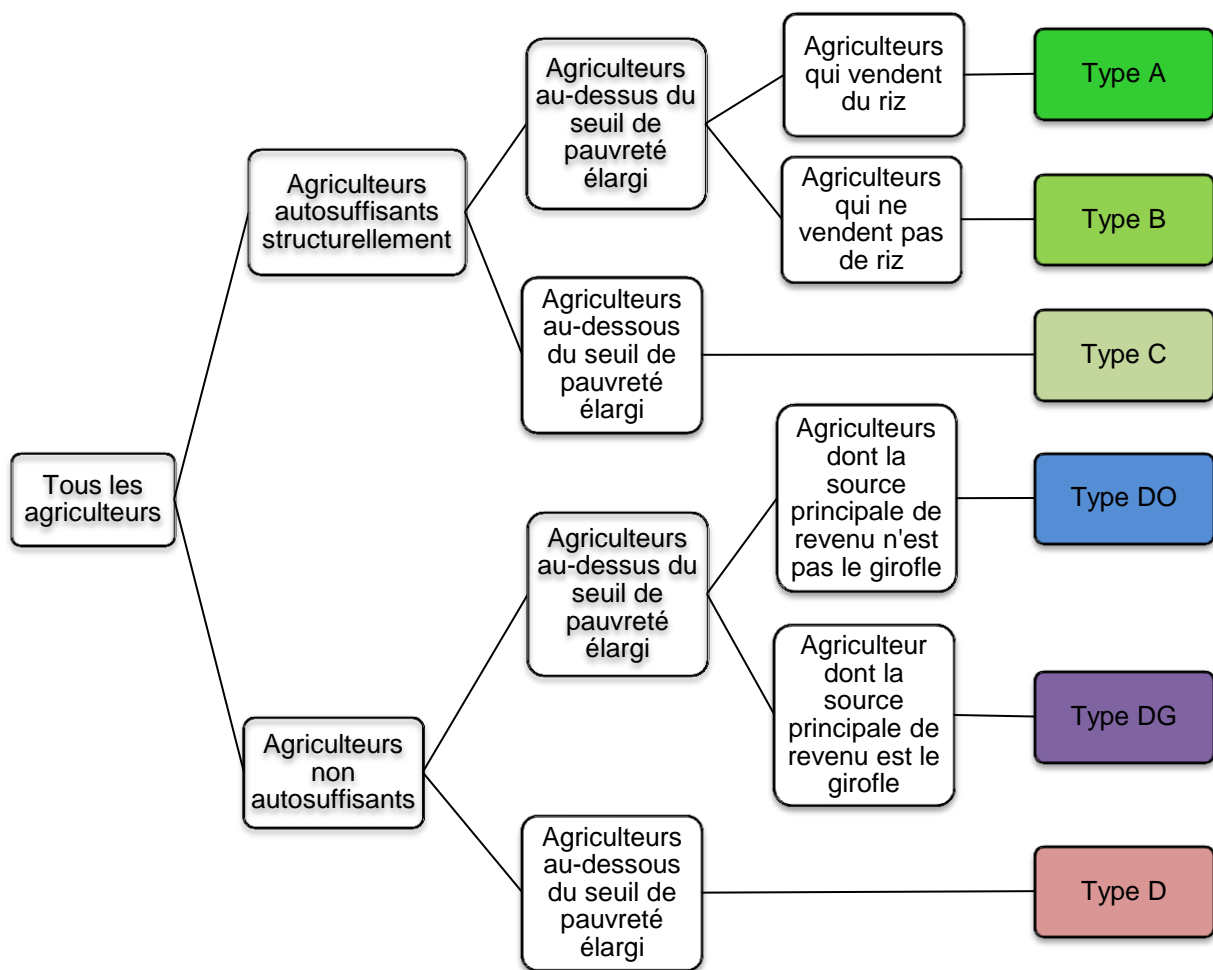 Tous les
agriculteurs
Agriculteurs
autosuffisants
structurellement
Agriculteurs
au-dessus du
seuil de
pauvreté
élargi
Agriculteurs
qui vendent
du riz
Type A
Agriculteurs
qui ne
vendent pas
de riz
Type B
Agriculteurs
au-dessous
du seuil de
pauvreté
élargi
Type C
Agriculteurs
non
autosuffisants
Agriculteurs
au-dessus du
seuil de
pauvreté
élargi
Agriculteurs
dont la
source
principale de
revenu n'est
pas le girofle
Type DO
Agriculteur
dont la
source
principale de
revenu est le
girofle
Type DG
Agriculteurs
au-dessous
du seuil de
pauvreté
élargi
Type D